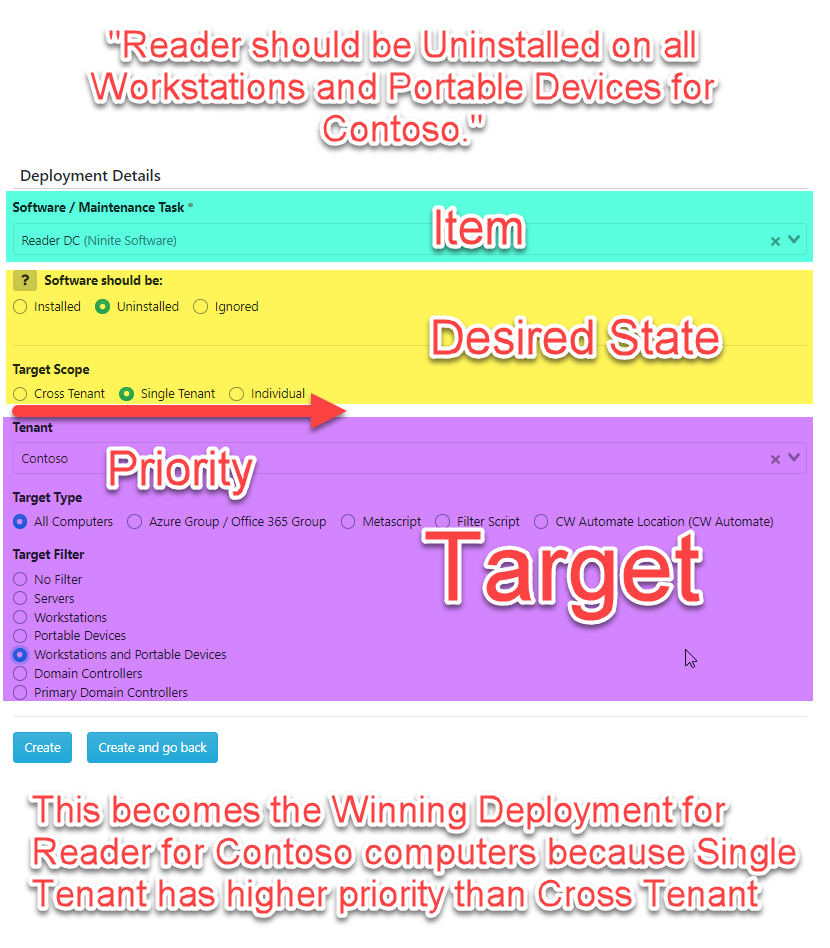 "Reader should be Uninstalled on all
Workstations and Portable Devices for
Contoso."
Deployment Details
Software / Maintenance Task *
Item
Reader DC (Ninite Software)
? Software should be:
Installed Uninstalled Ignored
Desired State
Target Scope
Cross Tenant Single Tenant Individual
Tenant
Contoso
Priority
Target Type
All Computers Azure Group / Office 365 Group Metascript Filter Script CW Automate Location (CW Automate)
Target
Target Filter
No Filter
Servers
Workstations
Portable Devices
Workstations and Portable Devices
Domain Controllers
Primary Domain Controllers
Create Create and go back
This becomes the Winning Deployment for
Reader for Contoso computers because Single
Tenant has higher priority than Cross Tenant